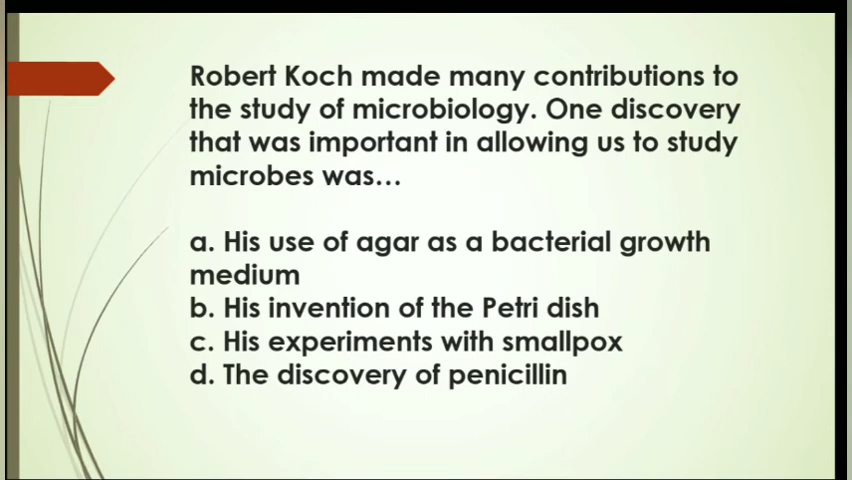 Robert Koch made many contributions to
the study of microbiology. One discovery
that was important in allowing us to study
microbes was...
a. His use of agar as a bacterial growth
medium
b. His invention of the Petri dish
c. His experiments with smallpox
d. The discovery of penicillin